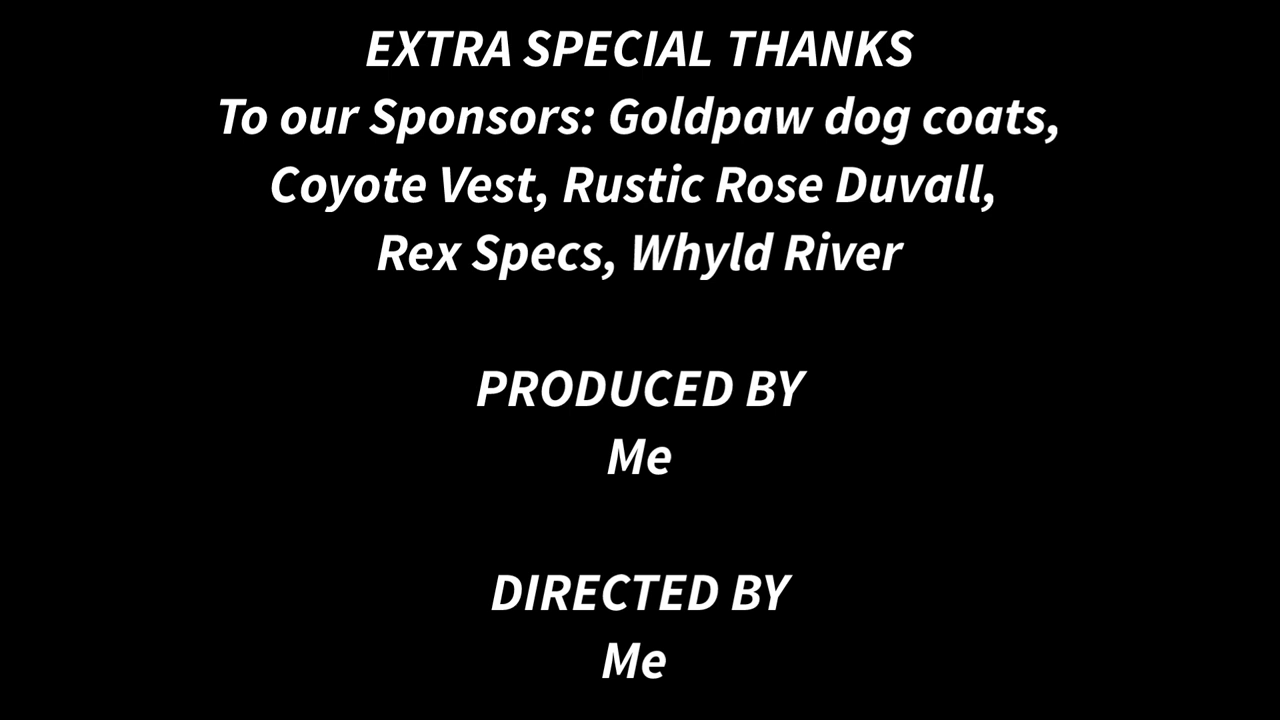 EXTRA SPECIAL THANKS
To our Sponsors: Goldpaw dog coats,
Coyote Vest, Rustic Rose Duvall,
Rex Specs, Whyld River
PRODUCED BY
Me
DIRECTED BY
Me